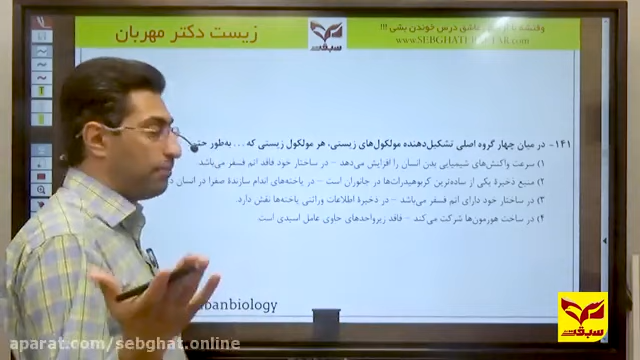 زیست دکتر مهربان
سبقت
وقتشه با عاشق درس خوندن بشی !!!
www.SEBGHAT .COM
۱۴۱- در میان چهار گروه اصلی تشکیل‌دهنده مولکول‌های زیستی، هر مولکول زیستی که ... به‌طور حتم
۱) سرعت واکنش‌های شیمیایی بدن انسان را افزایش می‌دهد – در ساختار خود فاقد اتم فسفر می‌باشد.
۲) منبع ذخیرهٔ یکی از ساده‌ترین کربوهیدرات‌ها در جانوران است – در یاخته‌های اندام سازندهٔ صفرا در انسان
۳) در ساختار خود دارای اتم فسفر می‌باشد – در ذخیرهٔ اطلاعات وراثتی یاخته‌ها نقش دارد.
۴) در ساخت هورمون‌ها شرکت می‌کند – فاقد زیرواحدهای حاوی عامل اسیدی است.
banbiology
سبقت
aparat.com/sebghat.online